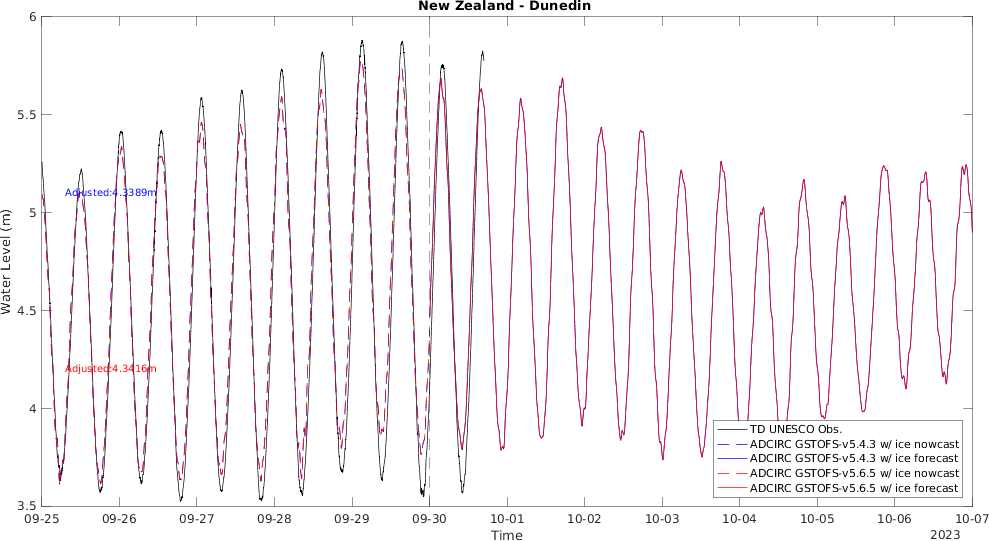 New Zealand - Dunedin
6
5.5
5
4.5
4
3.5
Water Level (m)
Adjusted:4.3389m
Adjusted:4.3416m
TD UNESCO Obs.
ADCIRC GSTOFS-v5.4.3 w/ ice nowcast
ADCIRC GSTOFS-v5.4.3 w/ ice forecast
ADCIRC GSTOFS-v5.6.5 w/ ice nowcast
ADCIRC GSTOFS-v5.6.5 w/ ice forecast
09-25 09-26 09-27 09-28 09-29 09-30 10-01 10-02 10-03 10-04 10-05 10-06 10-07
Time
2023